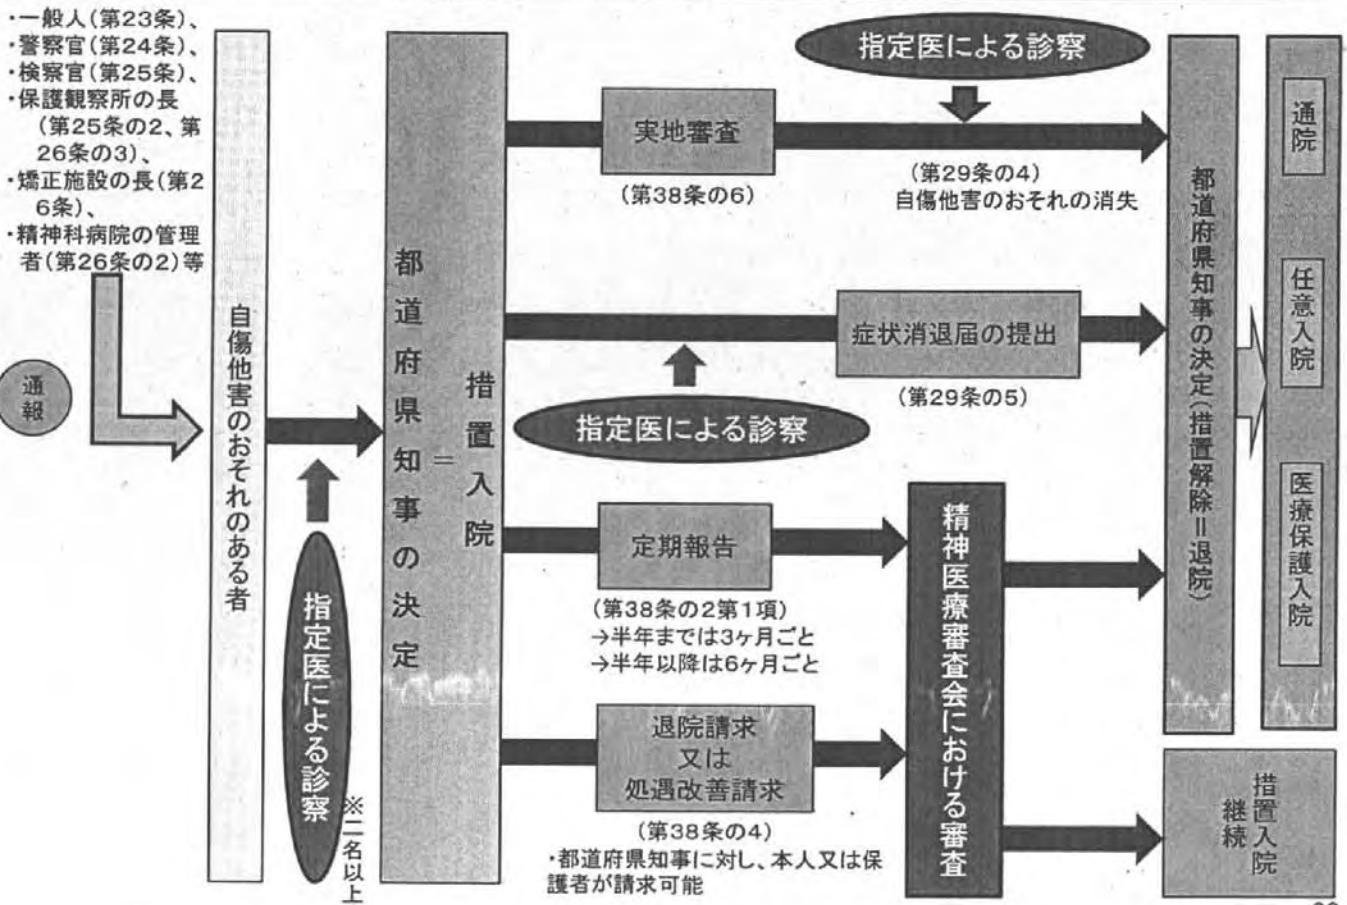 ・一般人(第23条)、
・警察官(第24条)、
・検察官(第25条)、
・保護観察所の長
(第25条の2、第
26条の3)、
・矯正施設の長(第2
6条)、
・精神科病院の管理
者(第26条の2)等
通報
自傷他害のおそれのある者
指定医による診察
※二名以上
都道府県知事の決定
=
措置入院
実地審査
(第38条の6)
指定医による診察
(第29条の4)
自傷他害のおそれの消失
指定医による診察
症状消退届の提出
(第29条の5)
定期報告
(第38条の2第1項)
→半年までは3ヶ月ごと
→半年以降は6ヶ月ごと
退院請求
又は
処遇改善請求
(第38条の4)
・都道府県知事に対し、本人又は保
護者が請求可能
精神医療審査会における審査
都道府県知事の決定(措置解除=退院)
通院
任意入院
医療保護入院
措置入院
継続